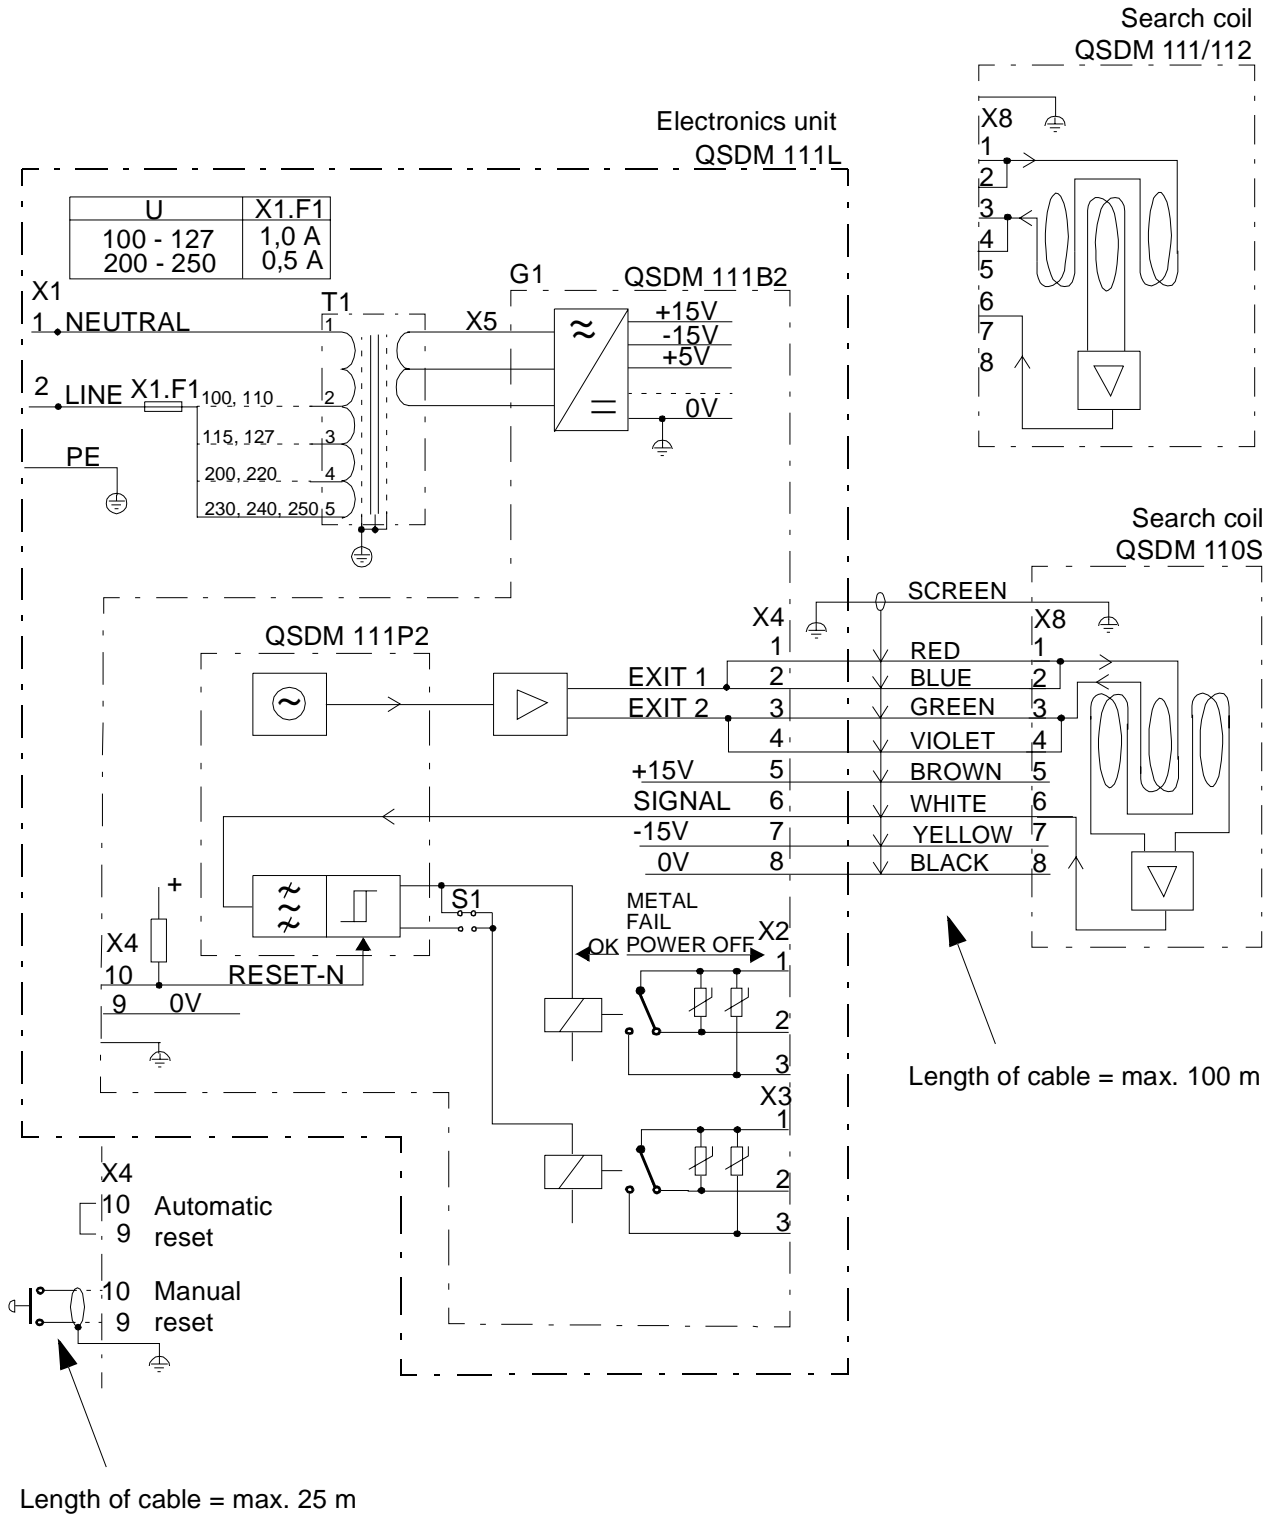 Search coil
QSDM 111/112
X8
1
2
3
4
5
6
7
8
Electronics unit
QSDM 111L
U X1.F1
100 - 127 1,0 A
200 - 250 0,5 A
X1
1 NEUTRAL
2 LINE X1.F1
PE
T1
1
100, 110 2
115, 127 3
200, 220 4
230, 240, 250 5
X5
G1
QSDM 111B2
≈
=
+15V
-15V
+5V
0V
Search coil
QSDM 110S
SCREEN
X4 X8
QSDM 111P2
~
1 RED 1
EXIT 1 2 BLUE 2
EXIT 2 3 GREEN 3
4 VIOLET 4
+15V 5 BROWN 5
SIGNAL 6 WHITE 6
-15V 7 YELLOW 7
0V 8 BLACK 8
+
S1
X4
10 RESET-N
9 0V
METAL
FAIL
OK POWER OFF
X2
1
2
3
X3
1
2
3
Length of cable = max. 100 m
X4
10 Automatic
9 reset
10 Manual
9 reset
Length of cable = max. 25 m